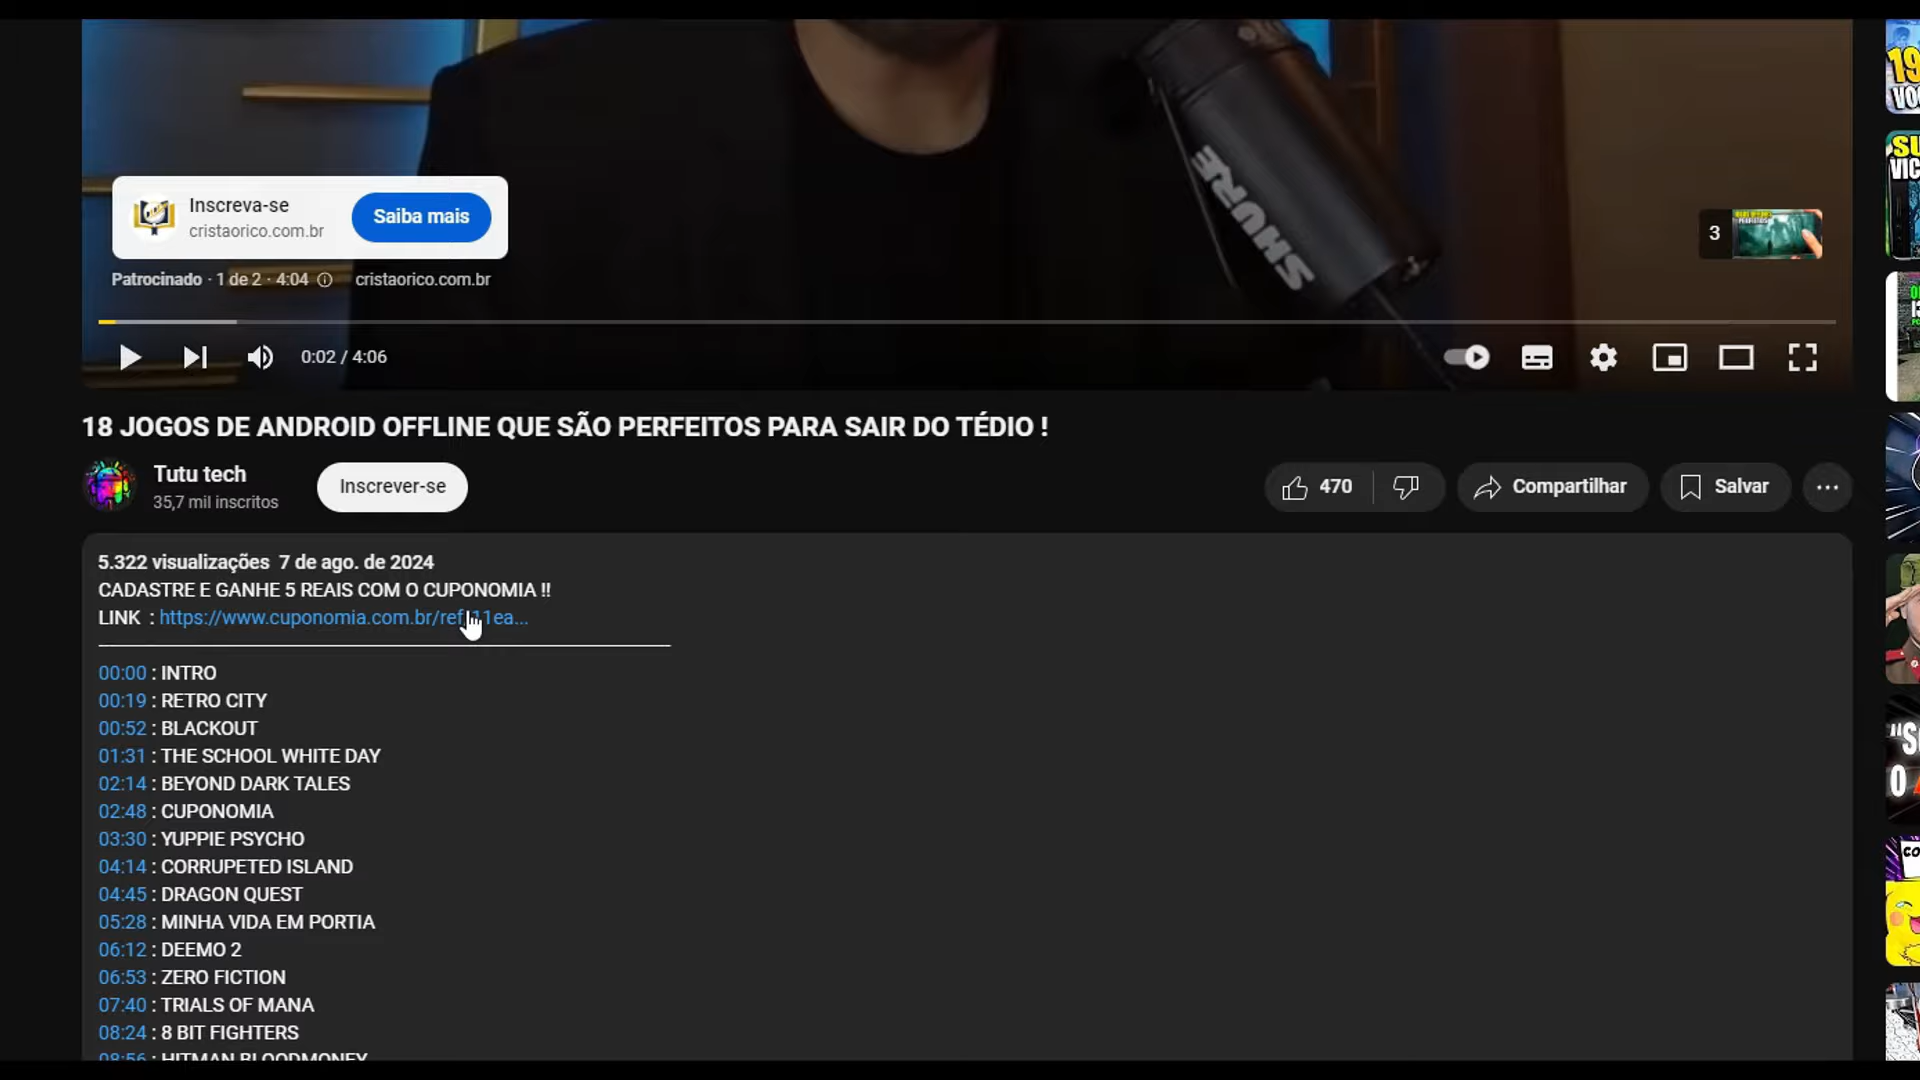 SHURE
Inscreva-se
cristaorico.com.br
Saiba mais
3
Patrocinado · 1 de 2 · 4:04
cristaorico.com.br
0:02 / 4:06
18 JOGOS DE ANDROID OFFLINE QUE SÃO PERFEITOS PARA SAIR DO TÉDIO !
Tutu tech
35,7 mil inscritos
Inscrever-se
470
Compartilhar
Salvar
5.322 visualizações 7 de ago. de 2024
CADASTRE E GANHE 5 REAIS COM O CUPONOMIA !!
LINK : https://www.cuponomia.com.br/ref/11ea...
00:00 : INTRO
00:19 : RETRO CITY
00:52 : BLACKOUT
01:31 : THE SCHOOL WHITE DAY
02:14 : BEYOND DARK TALES
02:48 : CUPONOMIA
03:30 : YUPPIE PSYCHO
04:14 : CORRUPETED ISLAND
04:45 : DRAGON QUEST
05:28 : MINHA VIDA EM PORTIA
06:12 : DEEMO 2
06:53 : ZERO FICTION
07:40 : TRIALS OF MANA
08:24 : 8 BIT FIGHTERS
08:56 : HITMAN BLOODMONEY